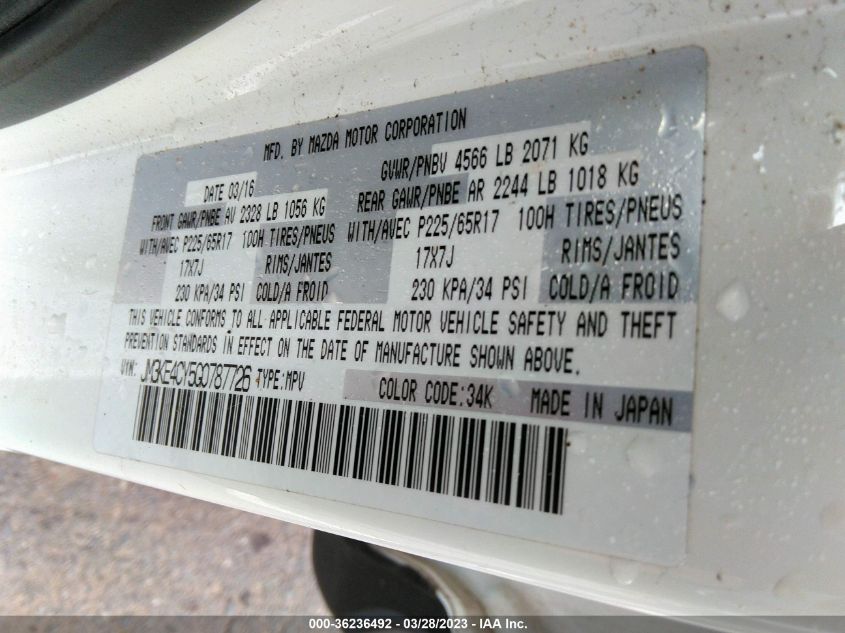 MFD. BY MAZDA MOTOR CORPORATION
DATE 03/16 GVWR/PNBV 4566 LB 2071 KG
FRONT GAWR/PNBE AV 2328 LB 1056 KG REAR GAWR/PNBE AR 2244 LB 1018 KG
WITH/AVEC P225/65R17 100H TIRES/PNEUS WITH/AVEC P225/65R17 100H TIRES/PNEUS
17X7J RIMS/JANTES 17X7J RIMS/JANTES
230 KPA/34 PSI COLD/A FROID 230 KPA/34 PSI COLD/A FROID
THIS VEHICLE CONFORMS TO ALL APPLICABLE FEDERAL MOTOR VEHICLE SAFETY AND THEFT
PREVENTION STANDARDS IN EFFECT ON THE DATE OF MANUFACTURE SHOWN ABOVE.
VIN: JM3KE4CY5G0787726 TYPE:MPV COLOR CODE:34K MADE IN JAPAN
000-36236492 - 03/28/2023 - IAA Inc.